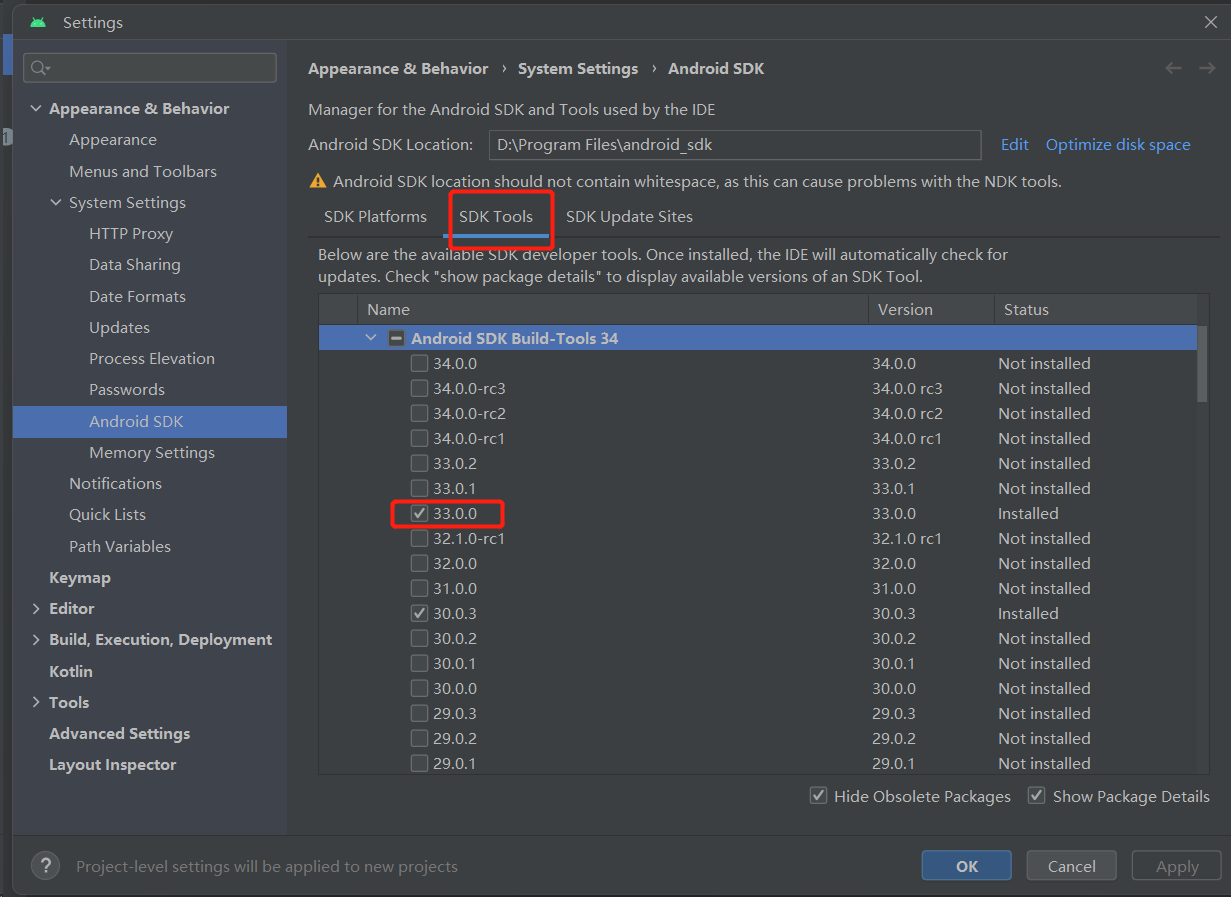 Settings
Appearance & Behavior
Appearance
Menus and Toolbars
System Settings
HTTP Proxy
Data Sharing
Date Formats
Updates
Process Elevation
Passwords
Android SDK
Memory Settings
Notifications
Quick Lists
Path Variables
Keymap
Editor
Build, Execution, Deployment
Kotlin
Tools
Advanced Settings
Layout Inspector
Appearance & Behavior › System Settings › Android SDK
Manager for the Android SDK and Tools used by the IDE
Android SDK Location: D:\Program Files\android_sdk Edit Optimize disk space
Android SDK location should not contain whitespace, as this can cause problems with the NDK tools.
SDK Platforms SDK Tools SDK Update Sites
Below are the available SDK developer tools. Once installed, the IDE will automatically check for
updates. Check "show package details" to display available versions of an SDK Tool.
Name Version Status
Android SDK Build-Tools 34
34.0.0 34.0.0 Not installed
34.0.0-rc3 34.0.0 rc3 Not installed
34.0.0-rc2 34.0.0 rc2 Not installed
34.0.0-rc1 34.0.0 rc1 Not installed
33.0.2 33.0.2 Not installed
33.0.1 33.0.1 Not installed
33.0.0 33.0.0 Installed
32.1.0-rc1 32.1.0 rc1 Not installed
32.0.0 32.0.0 Not installed
31.0.0 31.0.0 Not installed
30.0.3 30.0.3 Installed
30.0.2 30.0.2 Not installed
30.0.1 30.0.1 Not installed
30.0.0 30.0.0 Not installed
29.0.3 29.0.3 Not installed
29.0.2 29.0.2 Not installed
29.0.1 29.0.1 Not installed
Hide Obsolete Packages Show Package Details
? Project-level settings will be applied to new projects
OK Cancel Apply